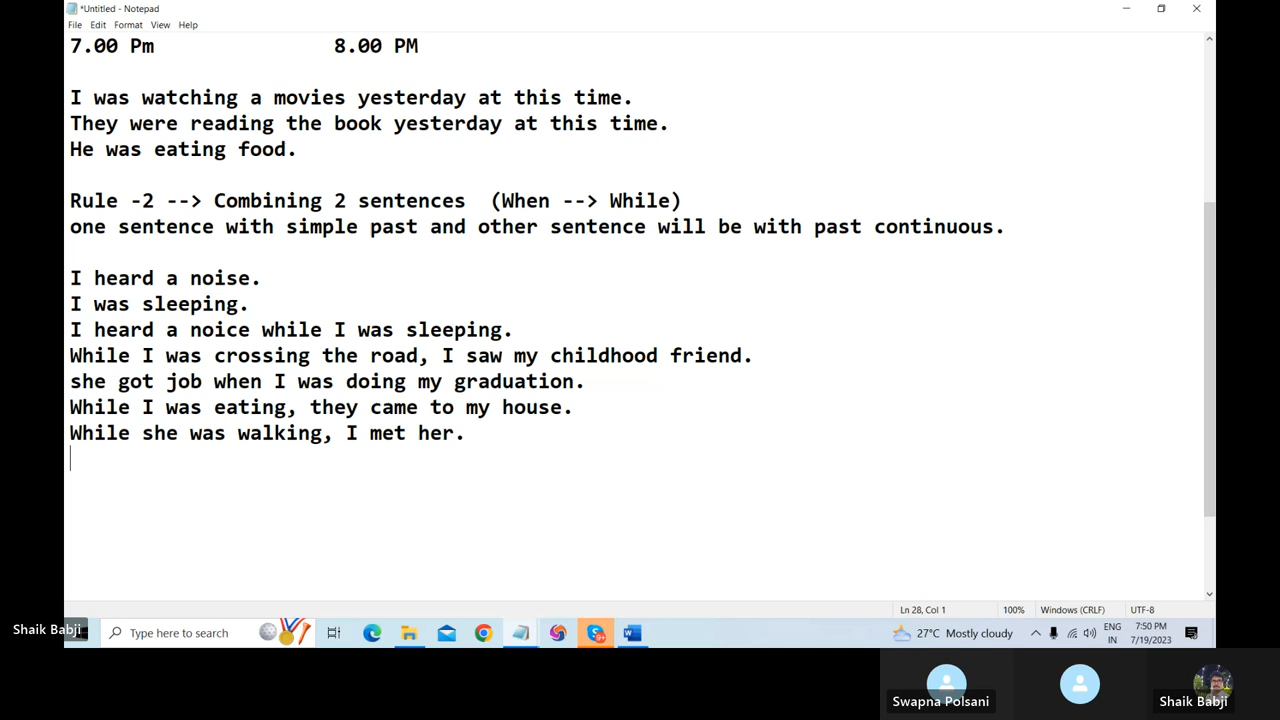 *Untitled - Notepad
File Edit Format View Help
7.00 Pm 8.00 PM
I was watching a movies yesterday at this time.
They were reading the book yesterday at this time.
He was eating food.
Rule -2 --> Combining 2 sentences (When --> While)
one sentence with simple past and other sentence will be with past continuous.
I heard a noise.
I was sleeping.
I heard a noice while I was sleeping.
While I was crossing the road, I saw my childhood friend.
she got job when I was doing my graduation.
While I was eating, they came to my house.
While she was walking, I met her.
Ln 28, Col 1 100% Windows (CRLF) UTF-8
Shaik Babji
Type here to search
27°C Mostly cloudy
ENG
IN
7:50 PM
7/19/2023
Swapna Polsani
Shaik Babji